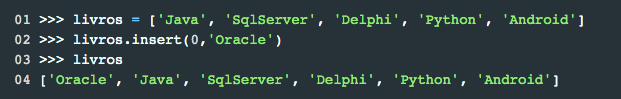 01 >>> livros = ['Java', 'SqlServer', 'Delphi', 'Python', 'Android']
02 >>> livros.insert(0,'Oracle')
03 >>> livros
04 ['Oracle', 'Java', 'SqlServer', 'Delphi', 'Python', 'Android']